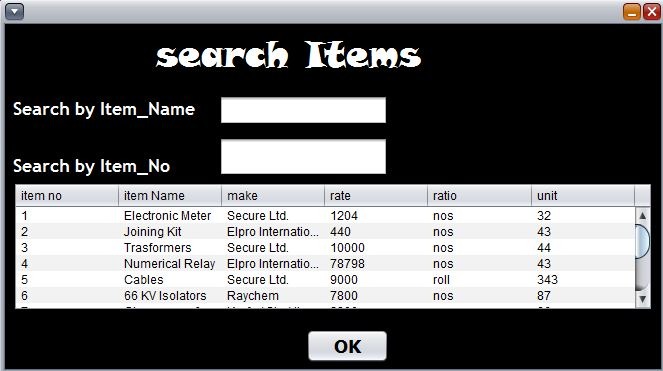 search Items
Search by Item_Name
Search by Item_No
item no item Name make rate ratio unit
1 Electronic Meter Secure Ltd. 1204 nos 32
2 Joining Kit Elpro Internatio... 440 nos 43
3 Trasformers Secure Ltd. 10000 nos 44
4 Numerical Relay Elpro Internatio... 78798 nos 43
5 Cables Secure Ltd. 9000 roll 343
6 66 KV Isolators Raychem 7800 nos 87
OK